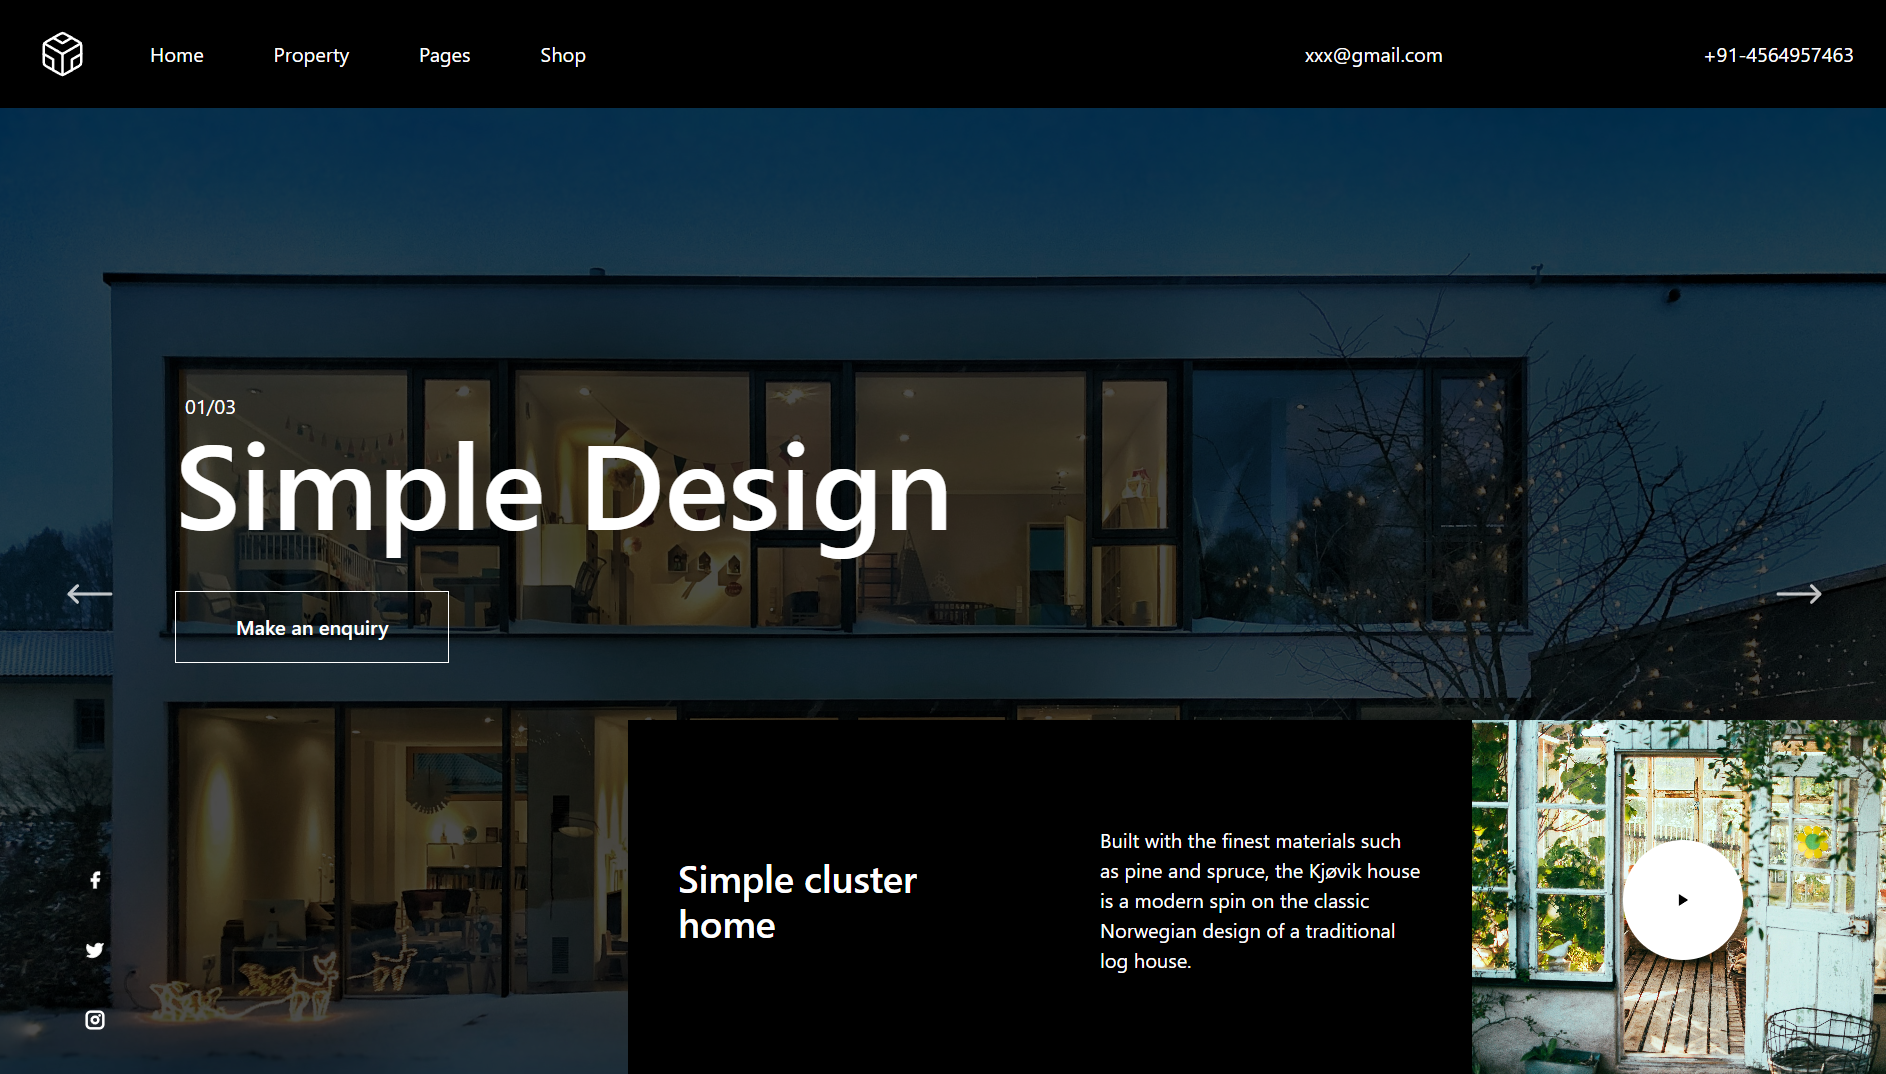 Home Property Pages Shop xxx@gmail.com +91-4564957463
01/03
Simple Design
Make an enquiry
Simple cluster
home
Built with the finest materials such
as pine and spruce, the Kjøvik house
is a modern spin on the classic
Norwegian design of a traditional
log house.